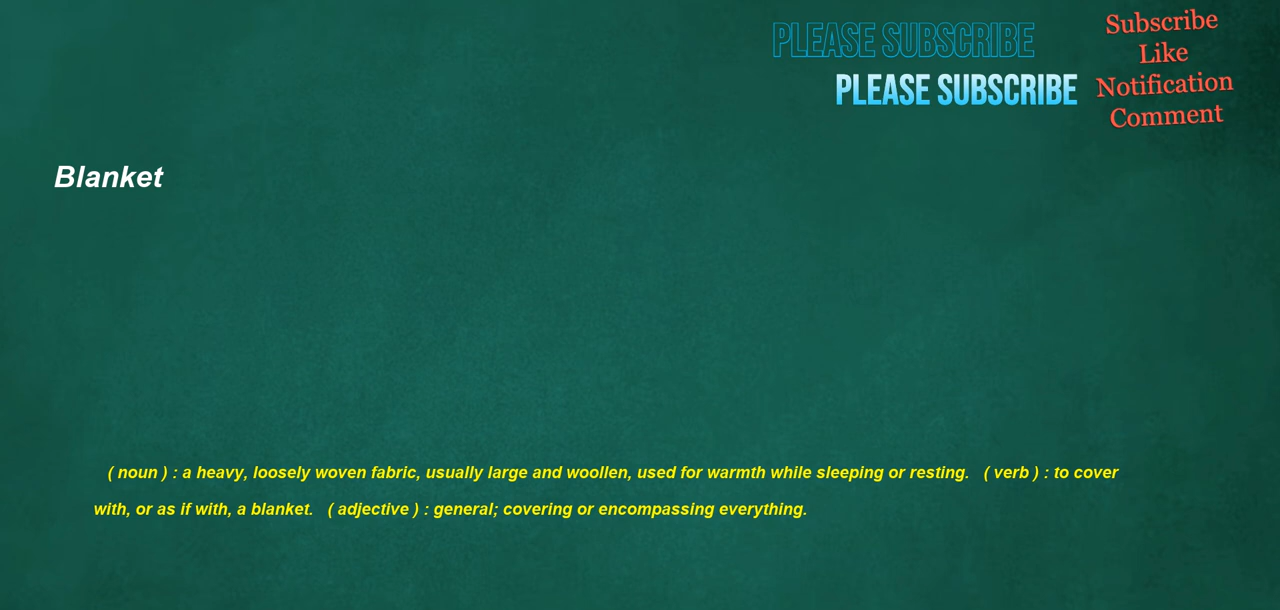 PLEASE SUBSCRIBE
PLEASE SUBSCRIBE
Subscribe
Like
Notification
Comment
Blanket
( noun ) : a heavy, loosely woven fabric, usually large and woollen, used for warmth while sleeping or resting. ( verb ) : to cover
with, or as if with, a blanket. ( adjective ) : general; covering or encompassing everything.